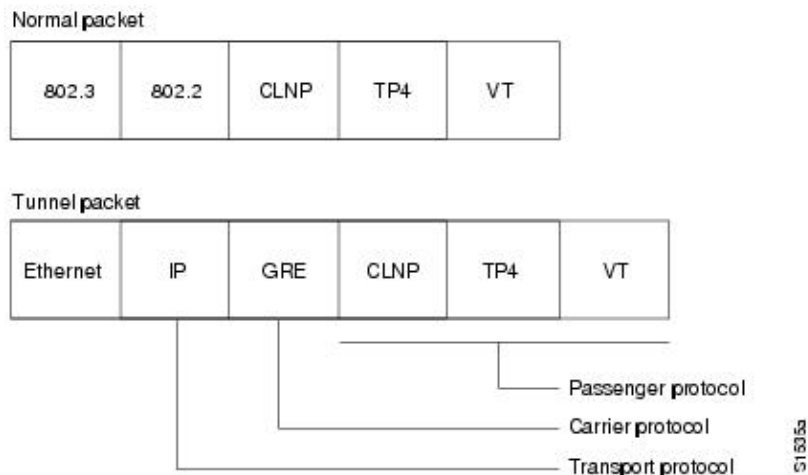 Normal packet
802.3 802.2 CLNP TP4 VT
Tunnel packet
Ethernet IP GRE CLNP TP4 VT
Passenger protocol
Carrier protocol
Transport protocol
S1535a